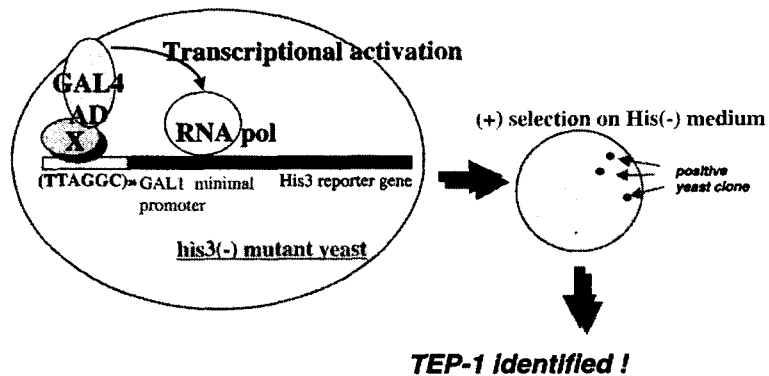 Transcriptional activation
GAL4
AD
X
RNA pol
(TTAGGC)n
GAL1 minimal
promoter
His3 reporter gene
his3(-) mutant yeast
(+) selection on His(-) medium
positive
yeast clone
TEP-1 identified !